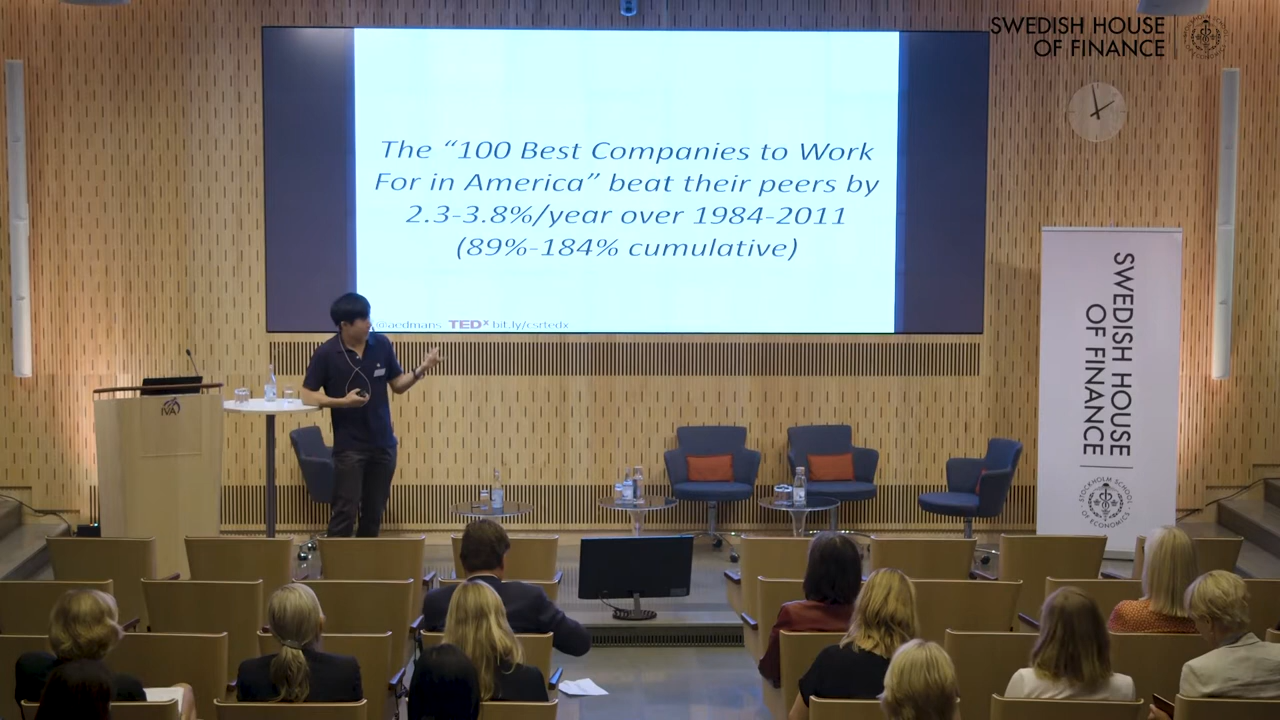 SWEDISH HOUSE
OF FINANCE
The “100 Best Companies to Work
For in America” beat their peers by
2.3-3.8%/year over 1984-2011
(89%-184% cumulative)
@aedmans TEDx bit.ly/csrtedx
IVA
SWEDISH HOUSE
OF FINANCE
STOCKHOLM SCHOOL
OF ECONOMICS